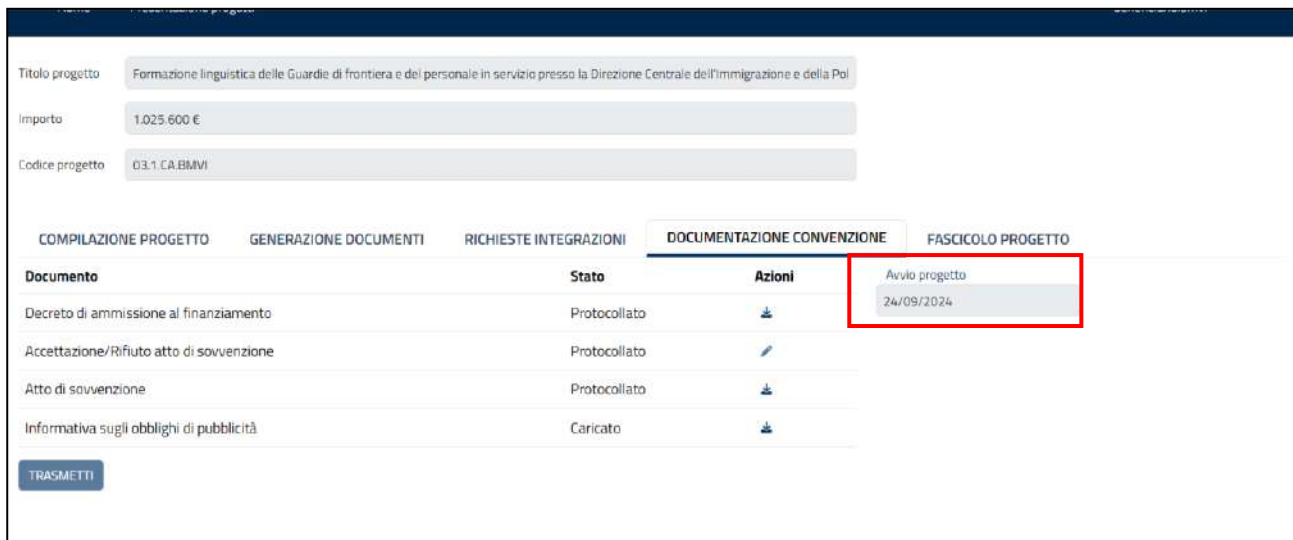 Titolo progetto Formazione linguistica delle Guardie di frontiera e del personale in servizio presso la Direzione Centrale dell'Immigrazione e della Pol
Importo 1.025.600 €
Codice progetto 03.1.CA.BMVI
COMPILAZIONE PROGETTO GENERAZIONE DOCUMENTI RICHIESTE INTEGRAZIONI DOCUMENTAZIONE CONVENZIONE FASCICOLO PROGETTO
Documento Stato Azioni Avvio progetto
24/09/2024
Decreto di ammissione al finanziamento Protocollato
Accettazione/Rifiuto atto di sovvenzione Protocollato
Atto di sovvenzione Protocollato
Informativa sugli obblighi di pubblicità Caricato
TRASMETTI